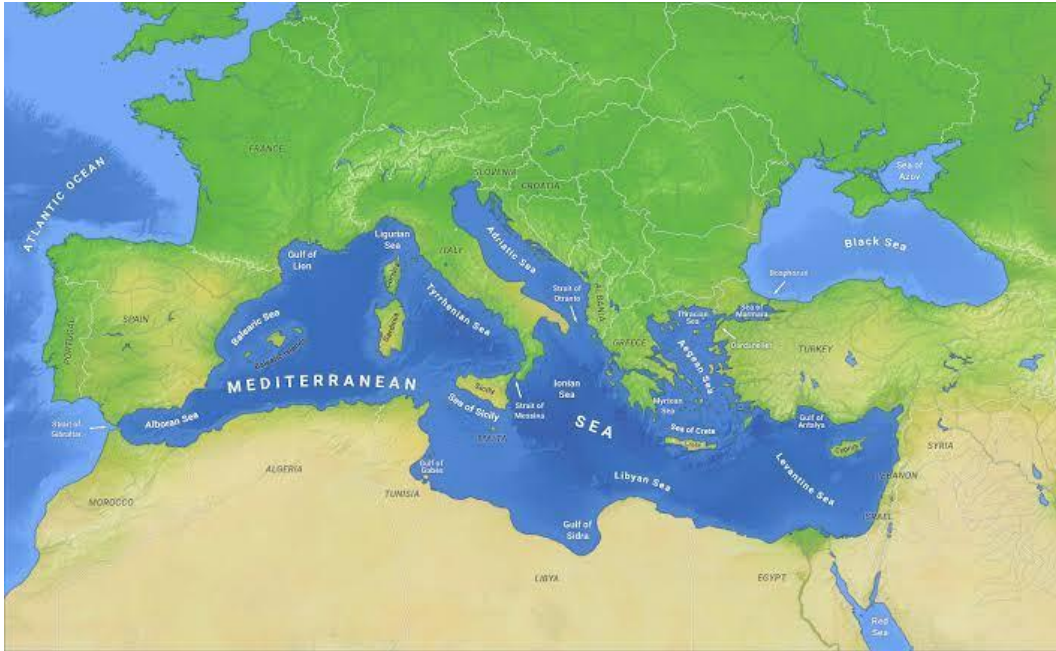 ATLANTIC OCEAN
FRANCE
SLOVENIA
CROATIA
Sea of
Azov
Black Sea
Bosphorus
Ligurian
Sea
ITALY
Adriatic Sea
Gulf of
Lion
Strait of
Otranto
ALBANIA
Thracian
Sea
Sea of
Marmara
Dardanelles
SPAIN
PORTUGAL
Balearic Sea
Sardinia
Tyrrhenian Sea
GREECE
Aegean Sea
TURKEY
MEDITERRANEAN
SEA
Sicily
Ionian
Sea
Myrtoan
Sea
Strait of
Gibraltar
Alboran Sea
Sea of Sicily
Strait of
Messina
MALTA
Sea of Crete
Gulf of
Antalya
Cyprus
SYRIA
LEBANON
Levantine Sea
Libyan Sea
Gulf of
Gabès
ALGERIA
MOROCCO
TUNISIA
Gulf of
Sidra
ISRAEL
LIBYA
EGYPT
Red
Sea